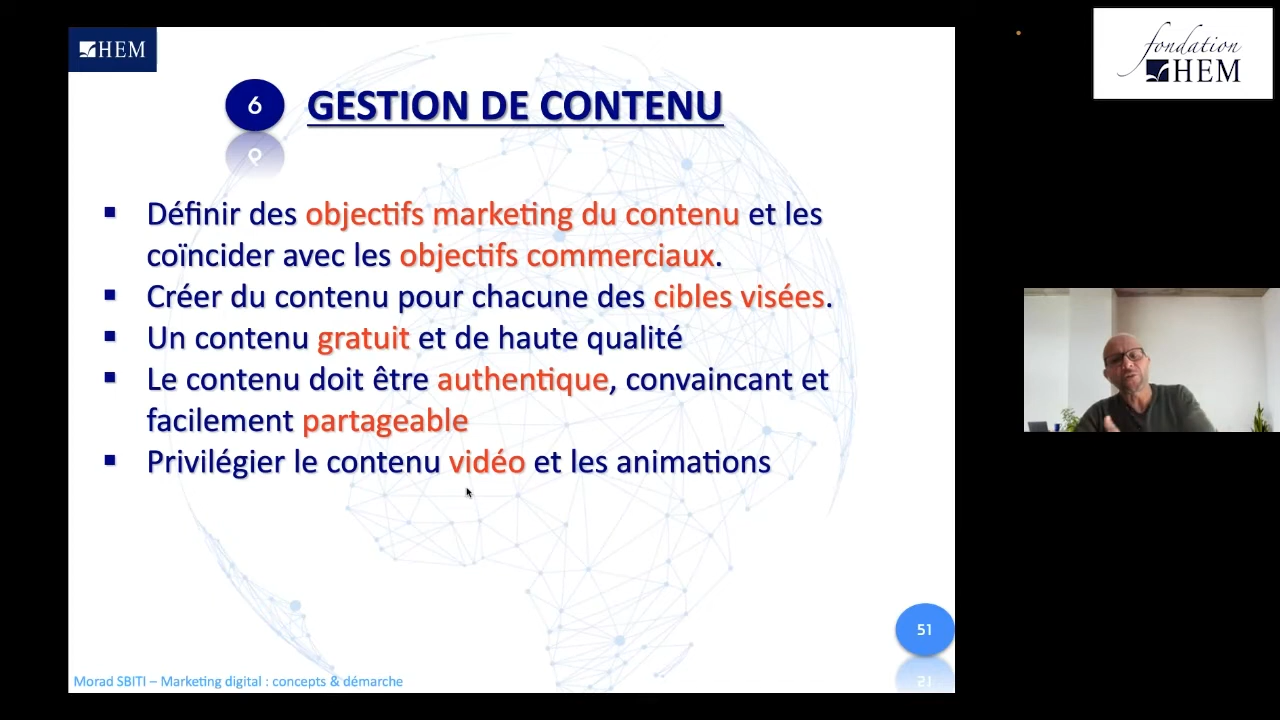 HEM
fondation
HEM
6
GESTION DE CONTENU
Définir des objectifs marketing du contenu et les
coïncider avec les objectifs commerciaux.
Créer du contenu pour chacune des cibles visées.
Un contenu gratuit et de haute qualité
Le contenu doit être authentique, convaincant et
facilement partageable
Privilégier le contenu vidéo et les animations
51
Morad SBITI – Marketing digital : concepts & démarche